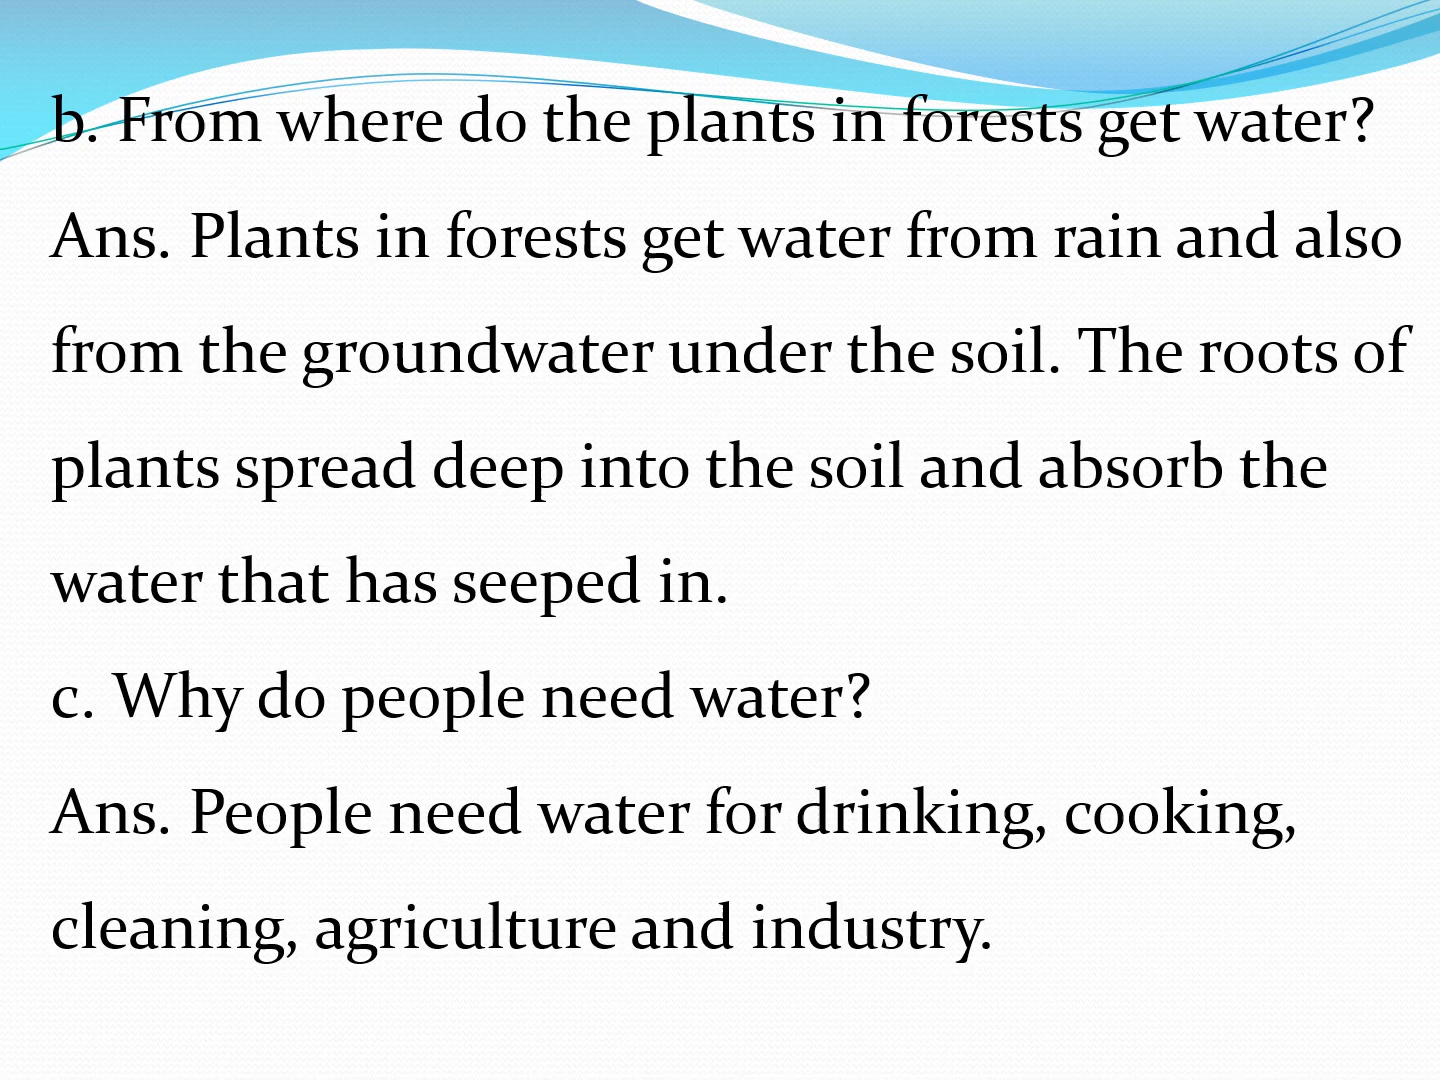 b. From where do the plants in forests get water?
Ans. Plants in forests get water from rain and also
from the groundwater under the soil. The roots of
plants spread deep into the soil and absorb the
water that has seeped in.
c. Why do people need water?
Ans. People need water for drinking, cooking,
cleaning, agriculture and industry.